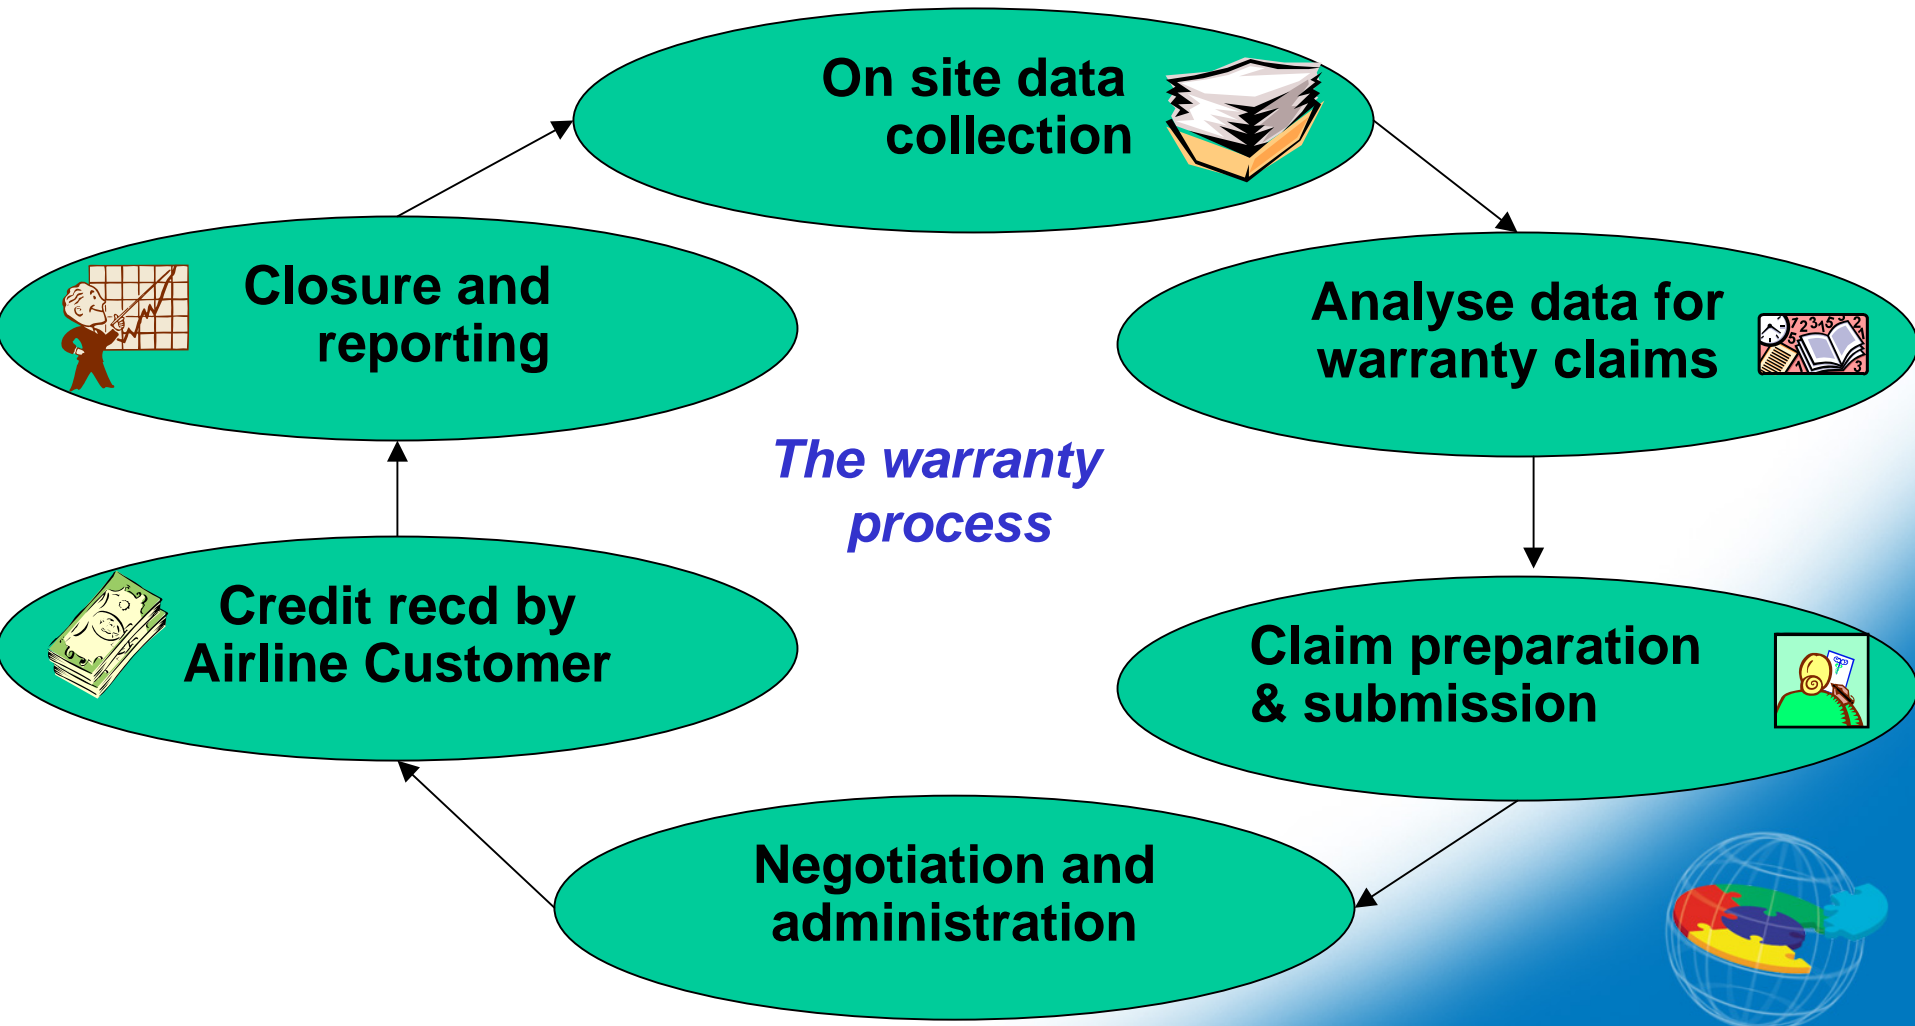 On site data
collection
Analyse data for
warranty claims
Claim preparation
& submission
Negotiation and
administration
Credit recd by
Airline Customer
Closure and
reporting
The warranty
process